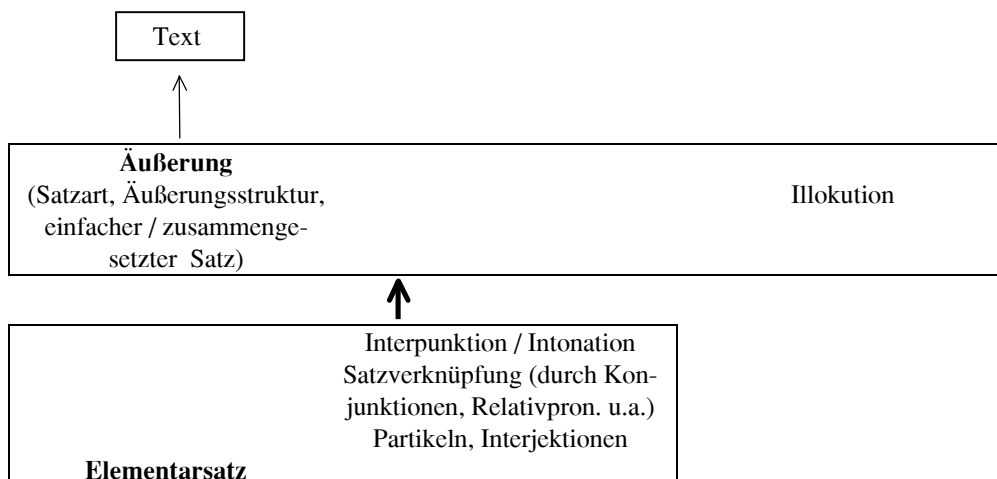 Text
Äußerung
(Satzart, Äußerungsstruktur,
einfacher / zusammenge-
setzter Satz)
Illokution
Interpunktion / Intonation
Satzverknüpfung (durch Kon-
junktionen, Relativpron. u.a.)
Partikeln, Interjektionen
Elementarsatz